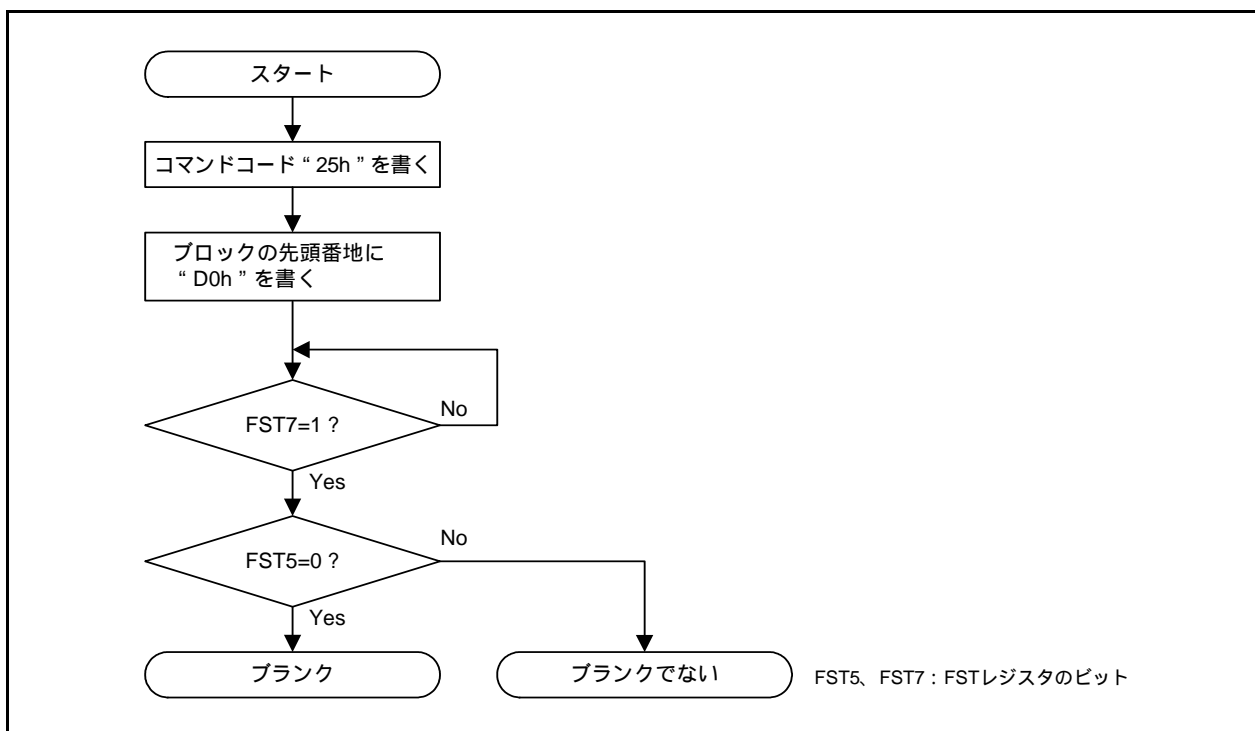 スタート
コマンドコード“ 25h ”を書く
ブロックの先頭番地に
“ D0h ”を書く
FST7=1 ?
No
Yes
FST5=0 ?
No
Yes
ブランク
ブランクでない
FST5、FST7 : FSTレジスタのビット